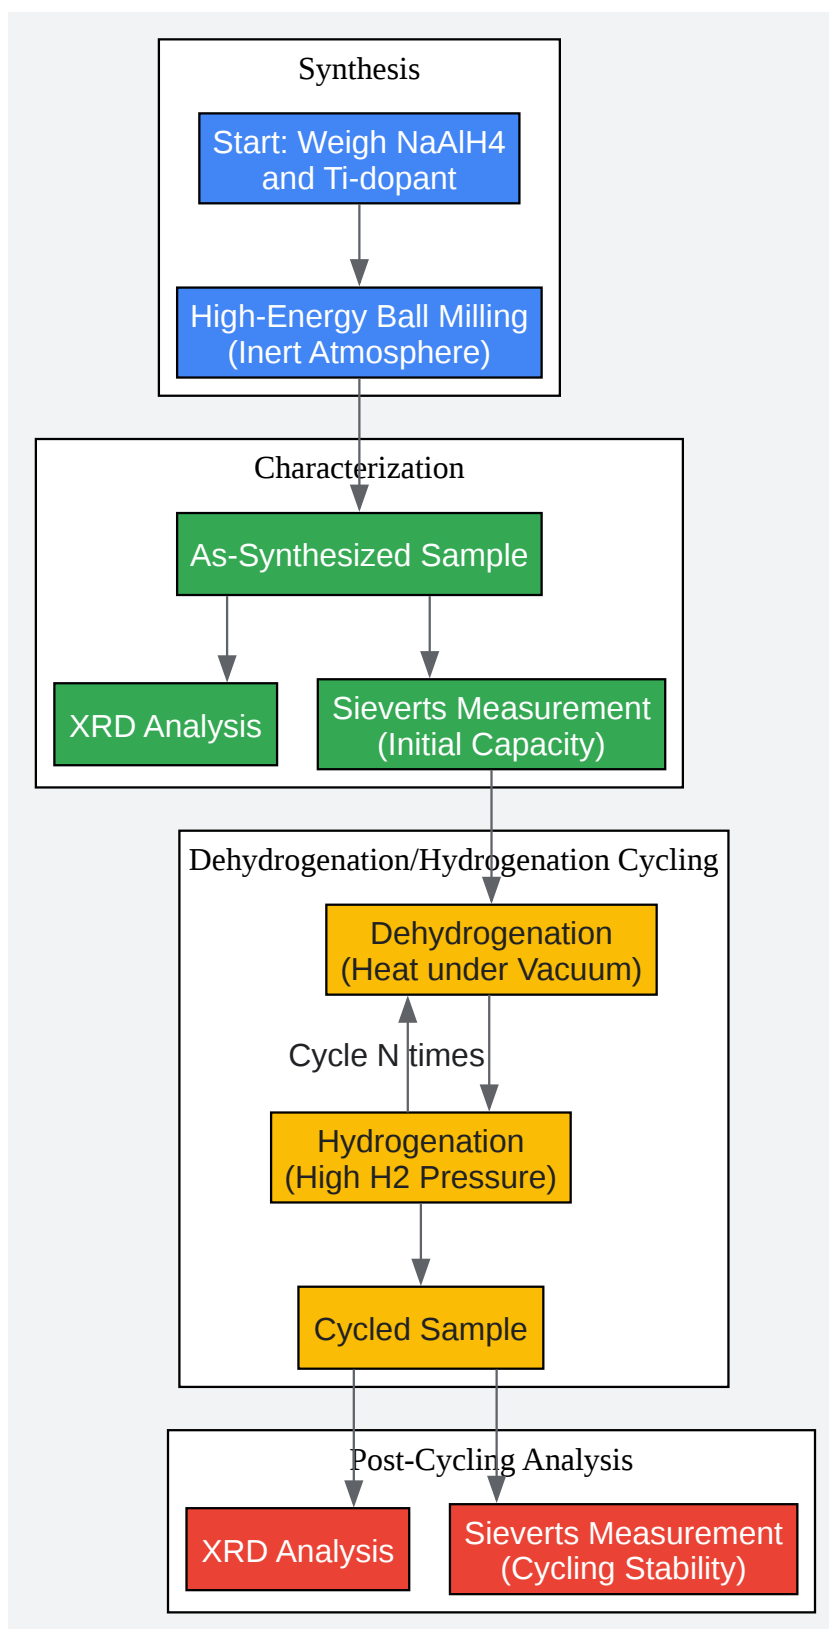 Synthesis
Start: Weigh NaAlH4
and Ti-dopant
High-Energy Ball Milling
(Inert Atmosphere)
Characterization
As-Synthesized Sample
XRD Analysis
Sieverts Measurement
(Initial Capacity)
Dehydrogenation/Hydrogenation Cycling
Dehydrogenation
(Heat under Vacuum)
Cycle N times
Hydrogenation
(High H2 Pressure)
Cycled Sample
Post-Cycling Analysis
XRD Analysis
Sieverts Measurement
(Cycling Stability)